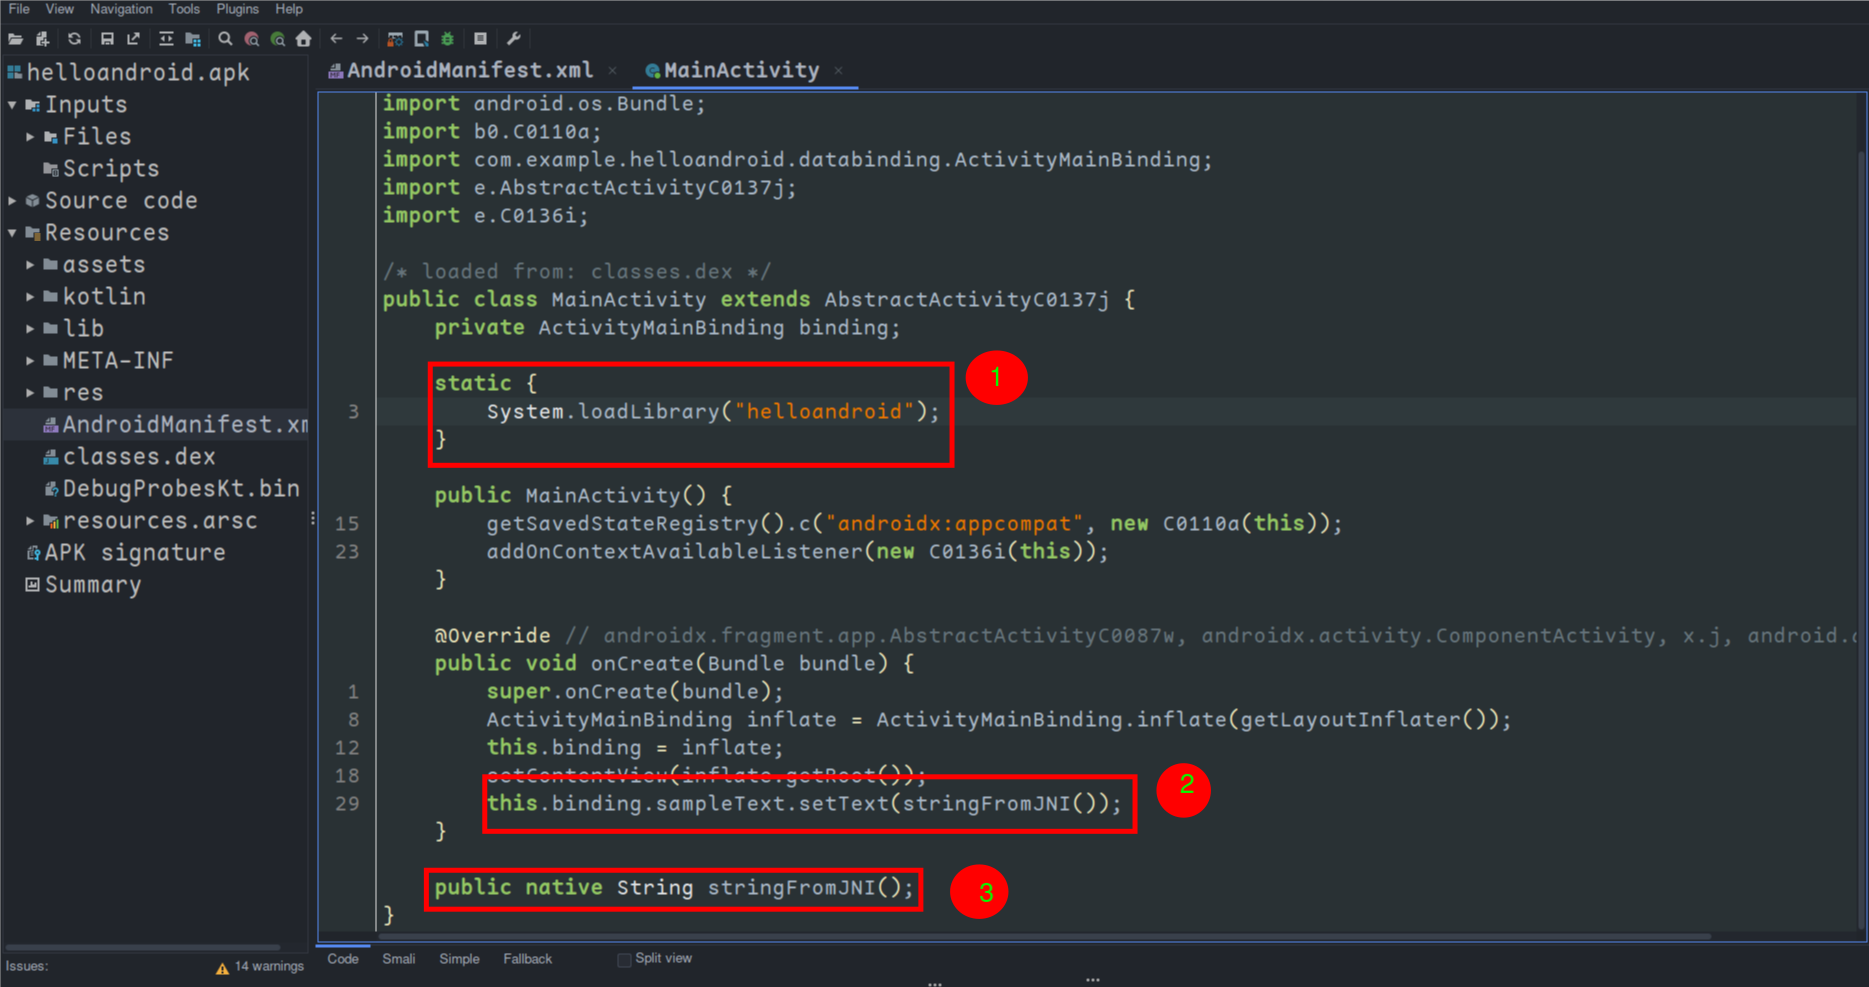 File View Navigation Tools Plugins Help
helloandroid.apk
Inputs
Files
Scripts
Source code
Resources
assets
kotlin
lib
META-INF
res
AndroidManifest.xm
classes.dex
DebugProbesKt.bin
resources.arsc
APK signature
Summary
Issues: 14 warnings
AndroidManifest.xml × MainActivity ×
import android.os.Bundle;
import b0.C0110a;
import com.example.helloandroid.databinding.ActivityMainBinding;
import e.AbstractActivityC0137j;
import e.C0136i;
/* loaded from: classes.dex */
public class MainActivity extends AbstractActivityC0137j {
private ActivityMainBinding binding;
static {
1
3 System.loadLibrary("helloandroid");
}
public MainActivity() {
15 getSavedStateRegistry().c("androidx:appcompat", new C0110a(this));
23 addOnContextAvailableListener(new C0136i(this));
}
@Override // androidx.fragment.app.AbstractActivityC0087w, androidx.activity.ComponentActivity, x.j, android.
public void onCreate(Bundle bundle) {
1 super.onCreate(bundle);
8 ActivityMainBinding inflate = ActivityMainBinding.inflate(getLayoutInflater());
12 this.binding = inflate;
18 setContentView(inflate.getRoot());
29 this.binding.sampleText.setText(stringFromJNI());
2
}
public native String stringFromJNI();
3
}
Code Smali Simple Fallback Split view